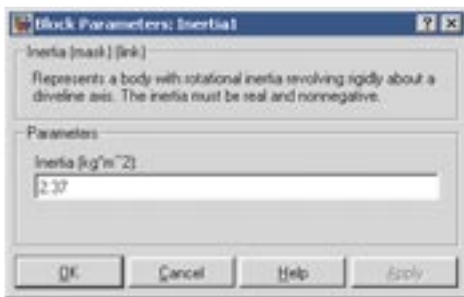 Block Parameters: Inertia1
Inertia (mask) (link)
Represents a body with rotational inertia revolving rigidly about a
driveline axis. The inertia must be real and nonnegative.
Parameters
Inertia (kg*m^2):
2.37
OK Cancel Help Apply